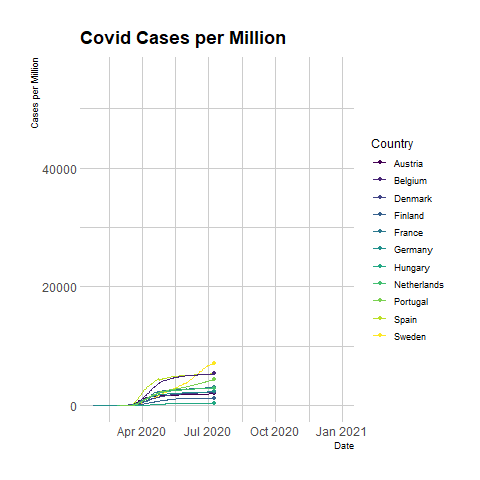 Covid Cases per Million
Cases per Million
40000
20000
0
Apr 2020 Jul 2020 Oct 2020 Jan 2021
Date
Country
Austria
Belgium
Denmark
Finland
France
Germany
Hungary
Netherlands
Portugal
Spain
Sweden